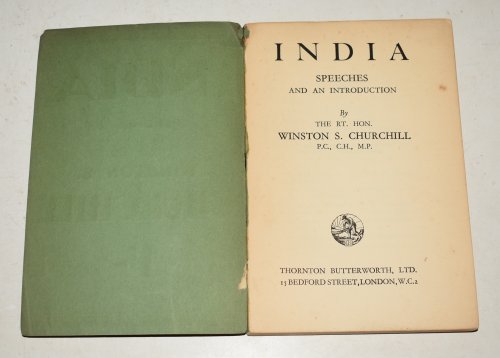 INDIA
SPEECHES
AND AN INTRODUCTION
By
THE RT. HON.
WINSTON S. CHURCHILL
P.C., C.H., M.P.
THORNTON BUTTERWORTH, LTD.
15 BEDFORD STREET, LONDON, W.C.2